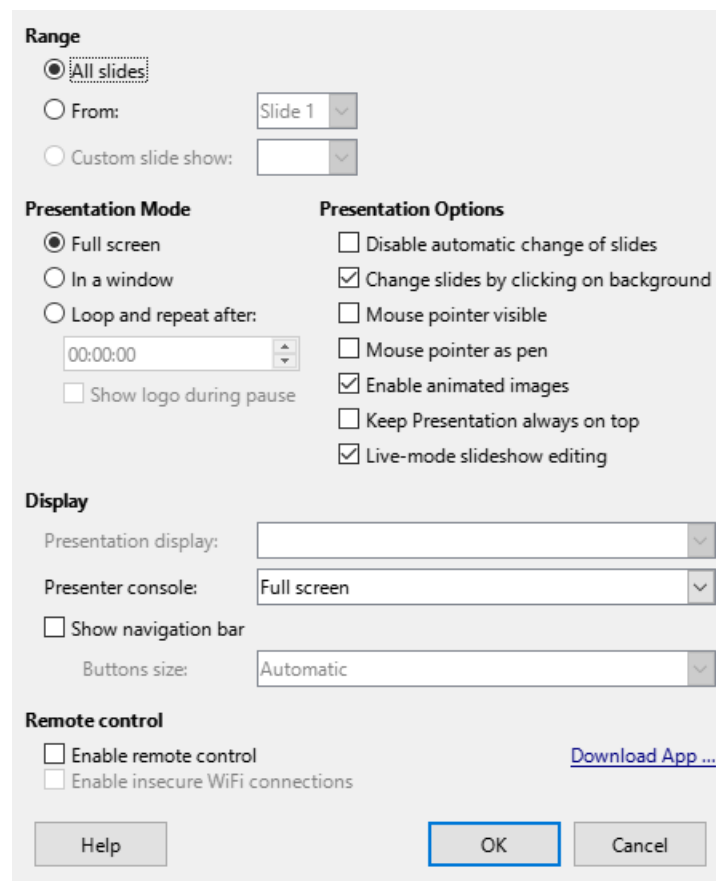 Range
All slides
From: Slide 1
Custom slide show:
Presentation Mode
Full screen
In a window
Loop and repeat after:
00:00:00
Show logo during pause
Presentation Options
Disable automatic change of slides
Change slides by clicking on background
Mouse pointer visible
Mouse pointer as pen
Enable animated images
Keep Presentation always on top
Live-mode slideshow editing
Display
Presentation display:
Presenter console: Full screen
Show navigation bar
Buttons size: Automatic
Remote control
Enable remote control Download App ...
Enable insecure WiFi connections
Help OK Cancel